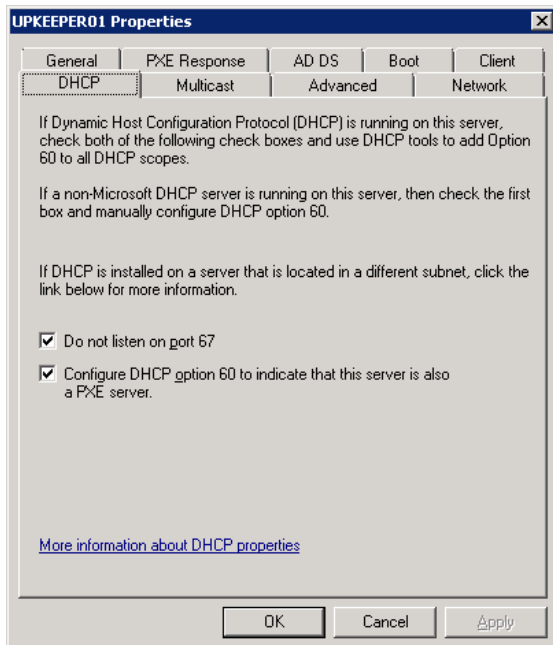 UPKEEPER01 Properties
General
PXE Response
AD DS
Boot
Client
DHCP
Multicast
Advanced
Network
If Dynamic Host Configuration Protocol (DHCP) is running on this server,
check both of the following check boxes and use DHCP tools to add Option
60 to all DHCP scopes.
If a non-Microsoft DHCP server is running on this server, then check the first
box and manually configure DHCP option 60.
If DHCP is installed on a server that is located in a different subnet, click the
link below for more information.
Do not listen on port 67
Configure DHCP option 60 to indicate that this server is also
a PXE server.
More information about DHCP properties
OK
Cancel
Apply